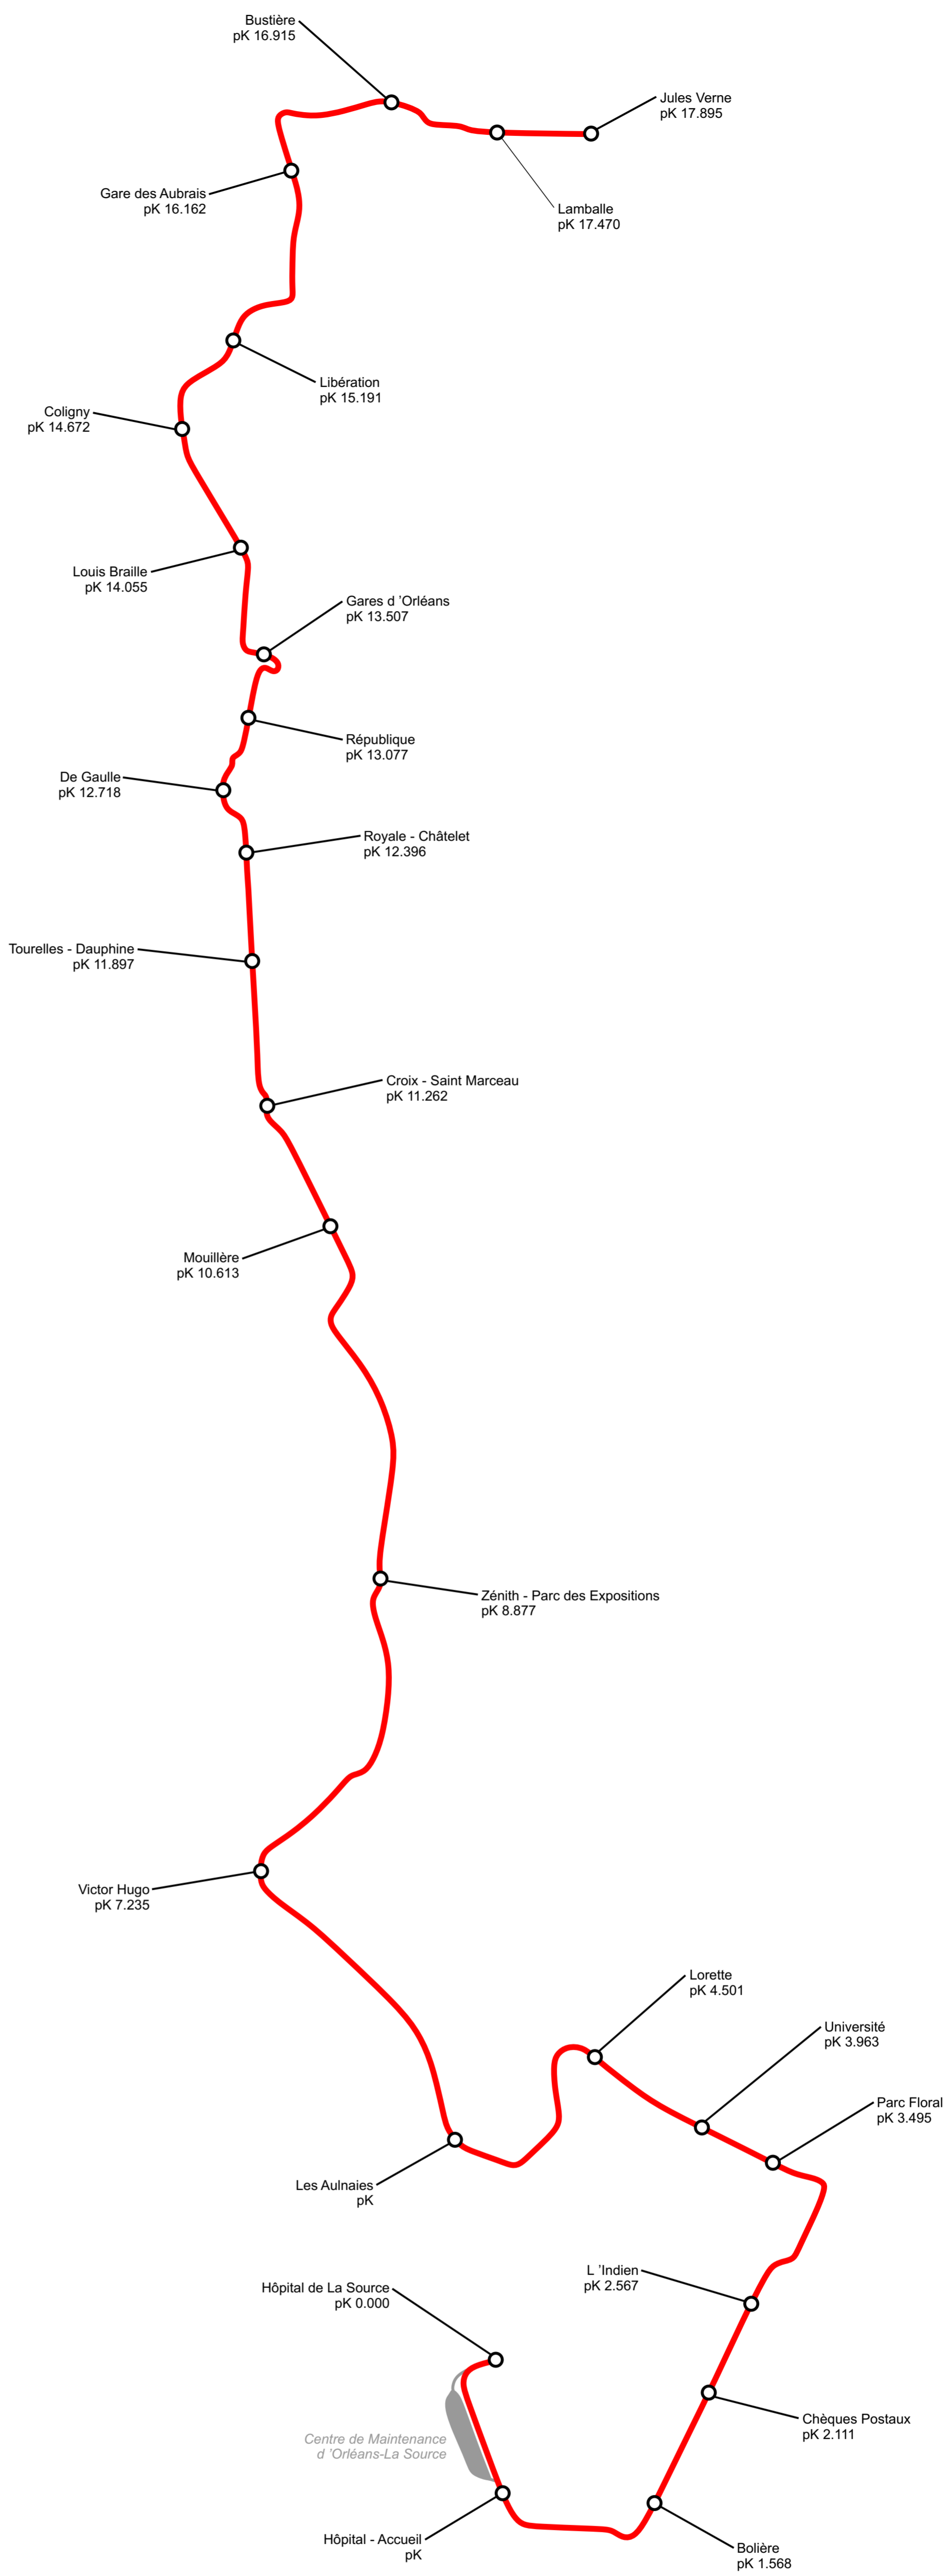 Bustière
pK 16.915
Jules Verne
pK 17.895
Gare des Aubrais
pK 16.162
Lamballe
pK 17.470
Libération
pK 15.191
Coligny
pK 14.672
Louis Braille
pK 14.055
Gares d 'Orléans
pK 13.507
République
pK 13.077
De Gaulle
pK 12.718
Royale - Châtelet
pK 12.396
Tourelles - Dauphine
pK 11.897
Croix - Saint Marceau
pK 11.262
Mouillère
pK 10.613
Zénith - Parc des Expositions
pK 8.877
Victor Hugo
pK 7.235
Lorette
pK 4.501
Université
pK 3.963
Parc Floral
pK 3.495
Les Aulnaies
pK
L 'Indien
pK 2.567
Hôpital de La Source
pK 0.000
Chèques Postaux
pK 2.111
Centre de Maintenance
d 'Orléans-La Source
Hôpital - Accueil
pK
Bolière
pK 1.568